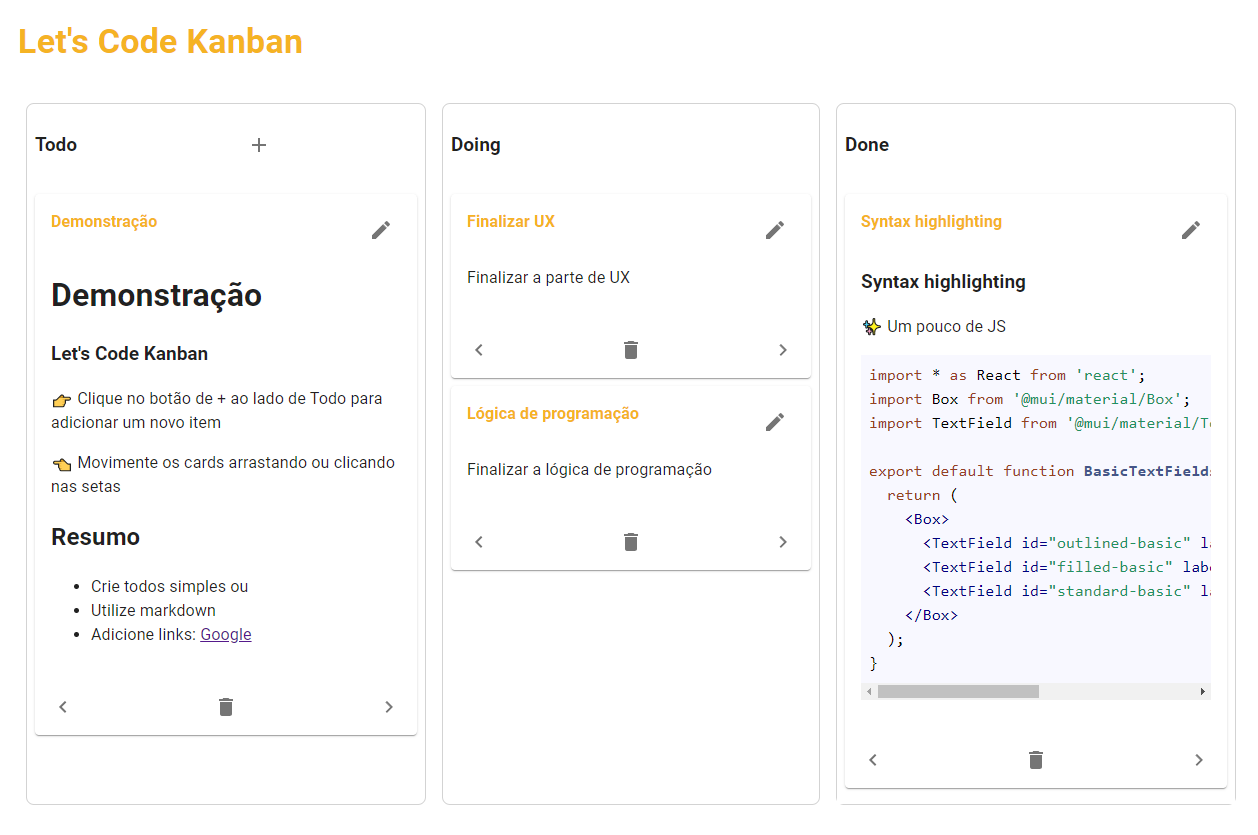 Let's Code Kanban
Todo
Demonstração
Demonstração
Let's Code Kanban
👉 Clique no botão de + ao lado de Todo para
adicionar um novo item
👈 Movimente os cards arrastando ou clicando
nas setas
Resumo
• Crie todos simples ou
• Utilize markdown
• Adicione links: Google
Doing
Finalizar UX
Finalizar a parte de UX
Lógica de programação
Finalizar a lógica de programação
Done
Syntax highlighting
Syntax highlighting
✨ Um pouco de JS
import * as React from 'react';
import Box from '@mui/material/Box';
import TextField from '@mui/material/Te
export default function BasicTextFields
  return (
    <Box>
      <TextField id="outlined-basic" la
      <TextField id="filled-basic" labe
      <TextField id="standard-basic" la
    </Box>
  );
}